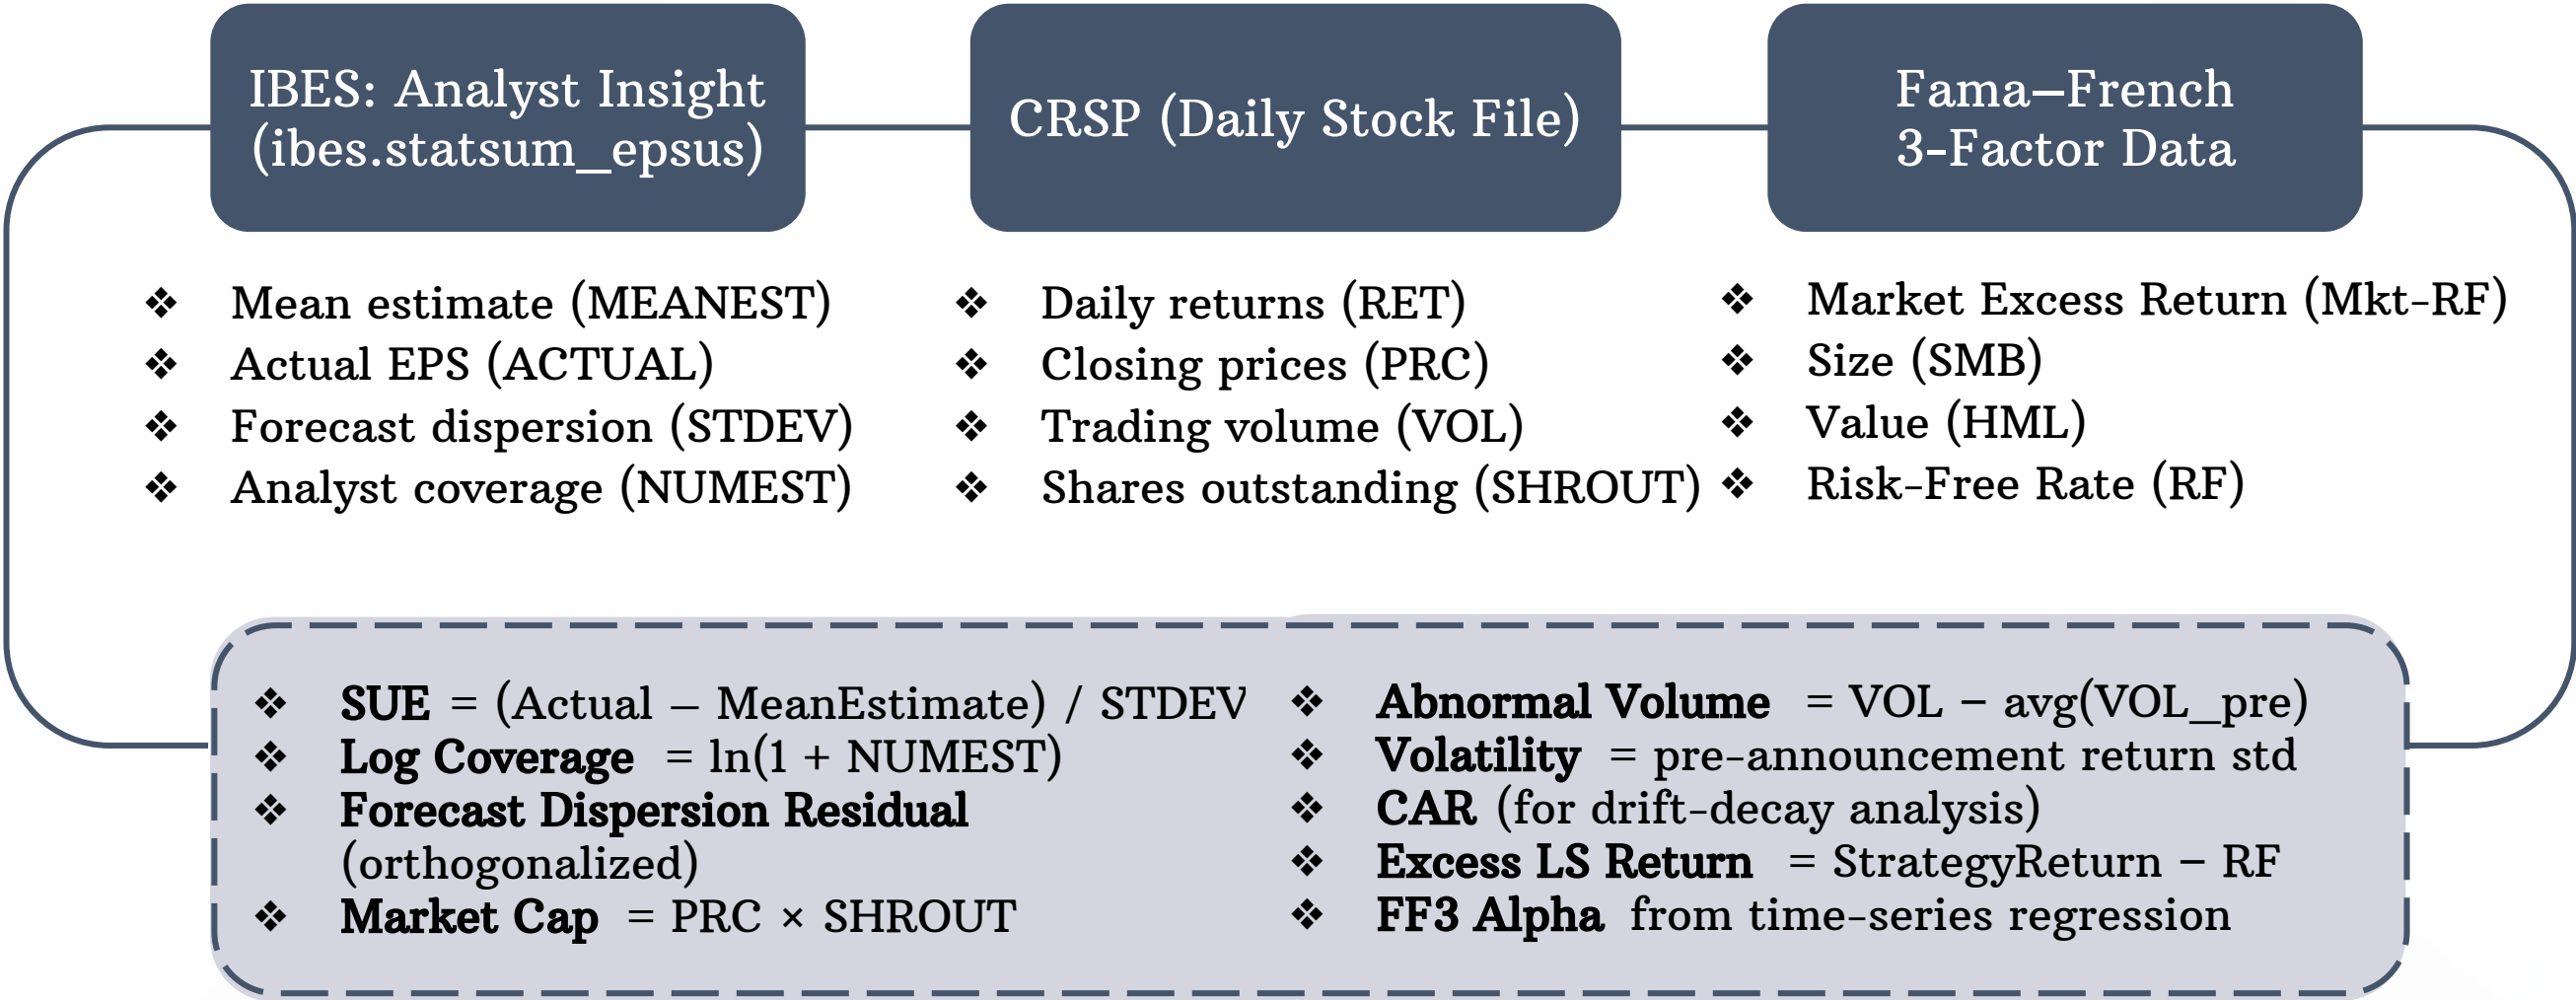 IBES: Analyst Insight
(ibes.statsum_epsus)
CRSP (Daily Stock File)
Fama–French
3-Factor Data
❖ Mean estimate (MEANEST)
❖ Actual EPS (ACTUAL)
❖ Forecast dispersion (STDEV)
❖ Analyst coverage (NUMEST)
❖ Daily returns (RET)
❖ Closing prices (PRC)
❖ Trading volume (VOL)
❖ Shares outstanding (SHROUT)
❖ Market Excess Return (Mkt-RF)
❖ Size (SMB)
❖ Value (HML)
❖ Risk-Free Rate (RF)
❖ SUE = (Actual – MeanEstimate) / STDEV
❖ Log Coverage = ln(1 + NUMEST)
❖ Forecast Dispersion Residual
(orthogonalized)
❖ Market Cap = PRC × SHROUT
❖ Abnormal Volume = VOL – avg(VOL_pre)
❖ Volatility = pre-announcement return std
❖ CAR (for drift-decay analysis)
❖ Excess LS Return = StrategyReturn – RF
❖ FF3 Alpha from time-series regression